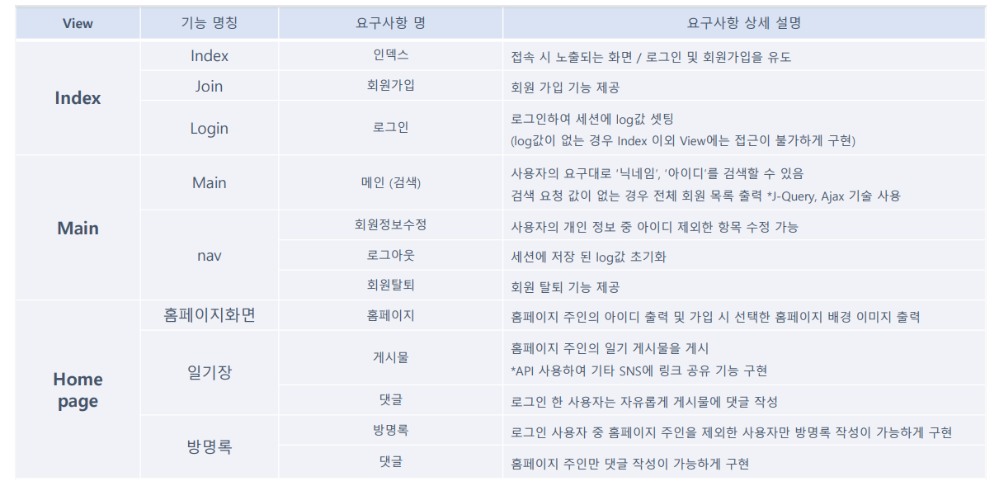 View 기능 명칭 요구사항 명 요구사항 상세 설명
Index
Index 인덱스 접속 시 노출되는 화면 / 로그인 및 회원가입을 유도
Join 회원가입 회원 가입 기능 제공
Login 로그인 로그인하여 세션에 log값 셋팅
(log값이 없는 경우 Index 이외 View에는 접근이 불가하게 구현)
Main
Main 메인 (검색) 사용자의 요구대로 ‘닉네임’, ‘아이디’를 검색할 수 있음
검색 요청 값이 없는 경우 전체 회원 목록 출력 *J-Query, Ajax 기술 사용
nav
회원정보수정 사용자의 개인 정보 중 아이디 제외한 항목 수정 가능
로그아웃 세션에 저장 된 log값 초기화
회원탈퇴 회원 탈퇴 기능 제공
Home
page
홈페이지화면 홈페이지 홈페이지 주인의 아이디 출력 및 가입 시 선택한 홈페이지 배경 이미지 출력
일기장
게시물 홈페이지 주인의 일기 게시물을 게시
*API 사용하여 기타 SNS에 링크 공유 기능 구현
댓글 로그인 한 사용자는 자유롭게 게시물에 댓글 작성
방명록
방명록 로그인 사용자 중 홈페이지 주인을 제외한 사용자만 방명록 작성이 가능하게 구현
댓글 홈페이지 주인만 댓글 작성이 가능하게 구현